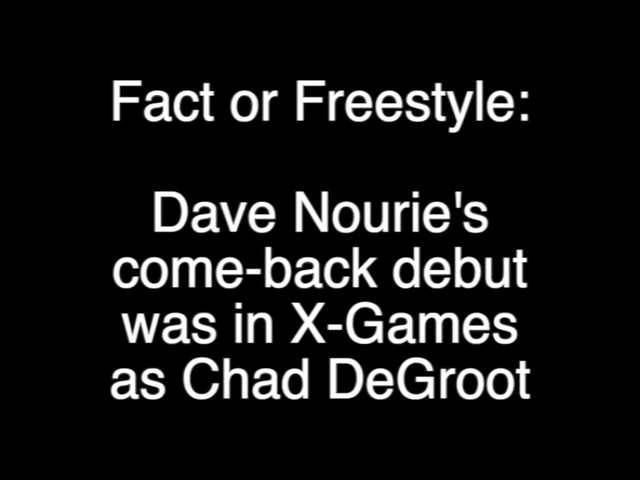 Fact or Freestyle:
Dave Nourie's
come-back debut
was in X-Games
as Chad DeGroot